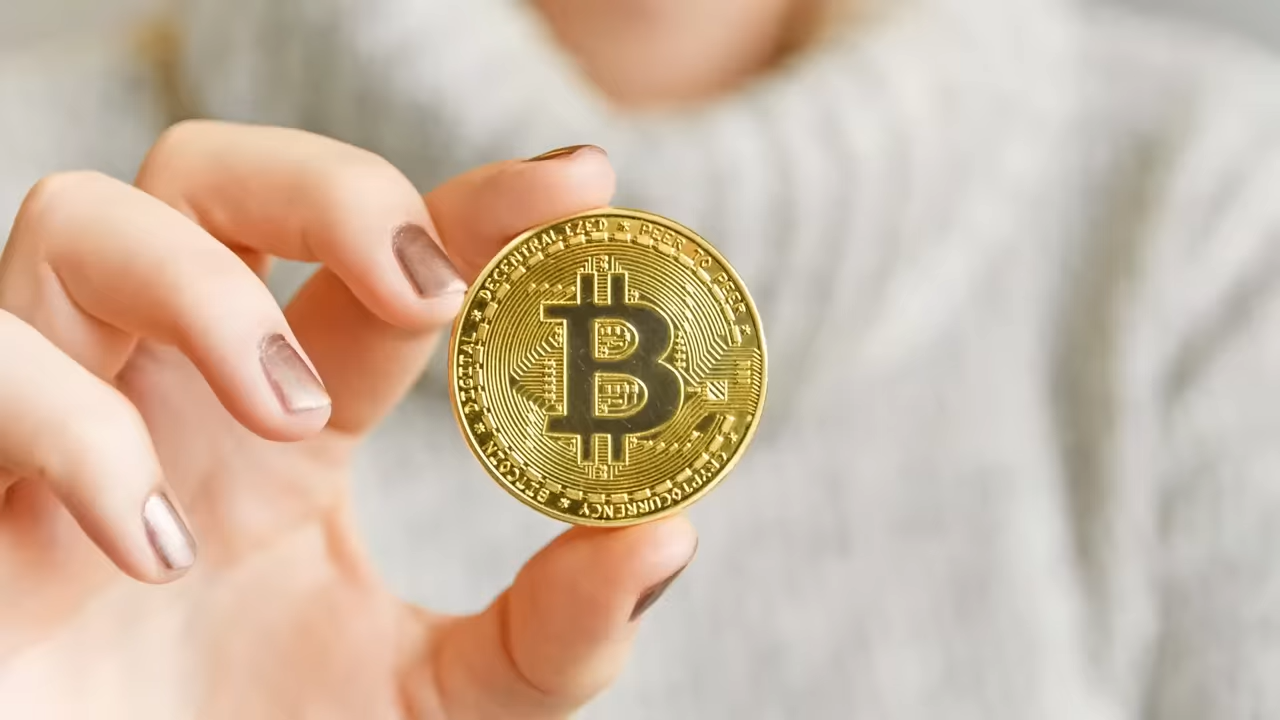 DIGITAL * DECENTRALIZED * PEER TO PEER *
CRYPTOCURRENCY * BITCOIN *